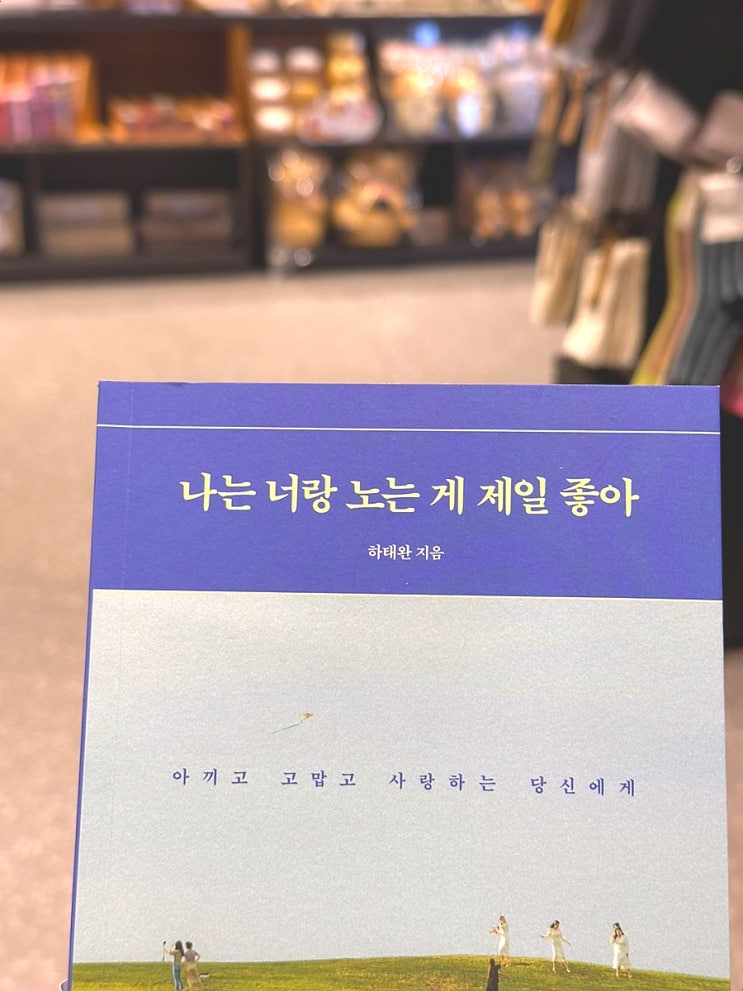 나는 너랑 노는 게 제일 좋아
하태완 지음
아끼고 고맙고 사랑하는 당신에게